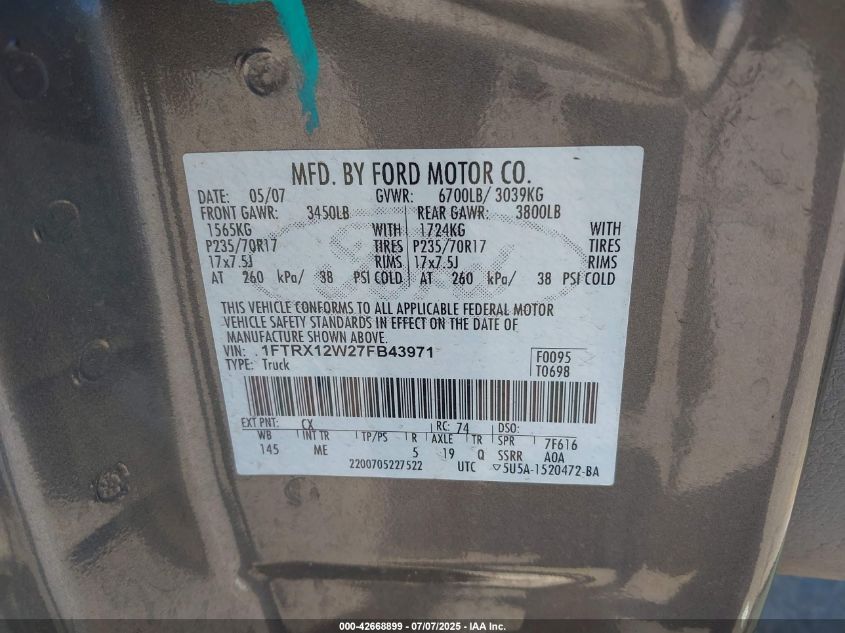 MFD. BY FORD MOTOR CO.
DATE: 05/07 GVWR: 6700LB/ 3039KG
FRONT GAWR: 3450LB REAR GAWR: 3800LB
1565KG WITH 1724KG WITH
P235/70R17 TIRES P235/70R17 TIRES
17x7.5J RIMS 17x7.5J RIMS
AT 260 kPa/ 38 PSI COLD AT 260 kPa/ 38 PSI COLD
THIS VEHICLE CONFORMS TO ALL APPLICABLE FEDERAL MOTOR
VEHICLE SAFETY STANDARDS IN EFFECT ON THE DATE OF
MANUFACTURE SHOWN ABOVE.
VIN: 1FTRX12W27FB43971 F0095
TYPE: Truck T0698
EXT PNT: CX RC: 74 DSO:
WB INT TR TP/PS R AXLE TR SPR 7F616
145 ME 5 19 Q SSRR A0A
2200705227522 UTC ▽5U5A-1520472-BA
000-42668899 - 07/07/2025 - IAA Inc.